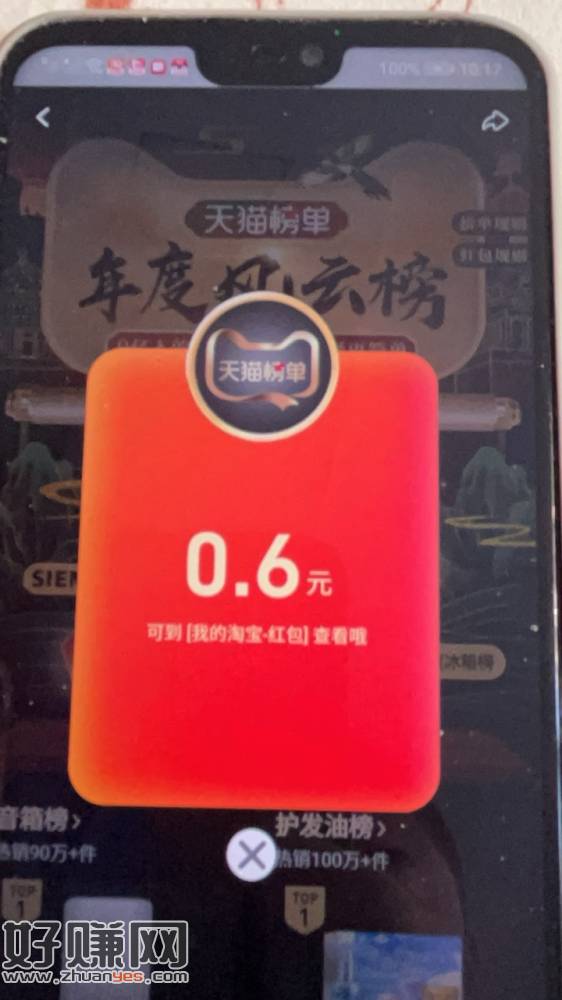 100% 10:17
天猫榜单
榜单规则
年度风云榜
红包规则
天猫榜单
0.6元
可到 [我的淘宝-红包] 查看哦
SIEM
冰箱榜
音箱榜>
热销90万+件
护发油榜>
热销100万+件
TOP
1
TOP
1
好赚网
www.zhuanyes.com